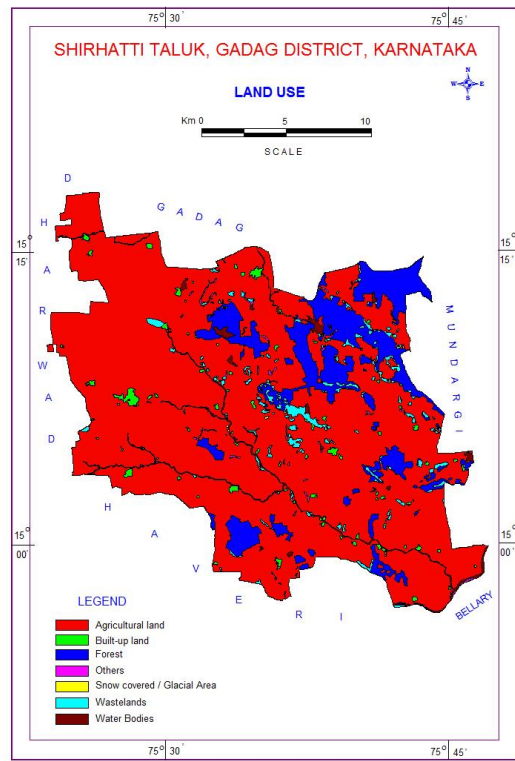 75° 30' 75° 45'
SHIRHATTI TALUK, GADAG DISTRICT, KARNATAKA
LAND USE
N
W E
S
Km 0 5 10
SCALE
GADAG
DHARWAD
15° 15' 15° 15'
MUNDARGI
15° 00' 15° 00'
HAVERI
BELLARY
LEGEND
Agricultural land
Built-up land
Forest
Others
Snow covered / Glacial Area
Wastelands
Water Bodies
75° 30' 75° 45'